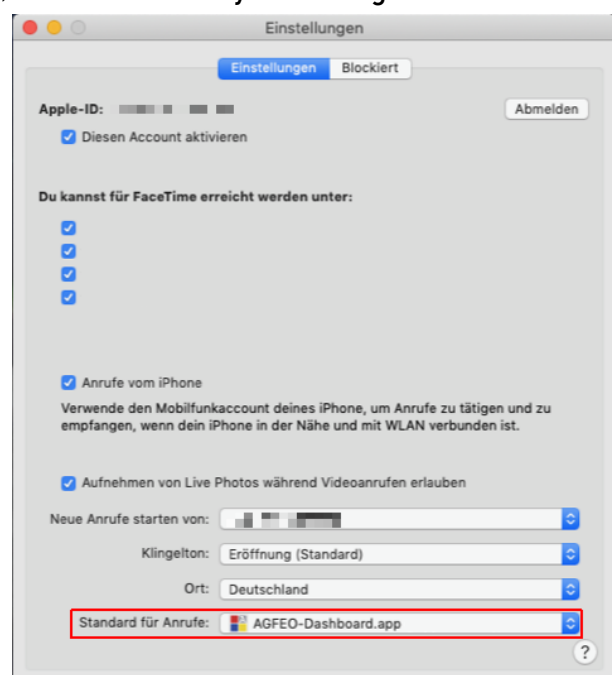 Einstellungen
Einstellungen Blockiert
Apple-ID: Abmelden
Diesen Account aktivieren
Du kannst für FaceTime erreicht werden unter:
Anrufe vom iPhone
Verwende den Mobilfunkaccount deines iPhone, um Anrufe zu tätigen und zu
empfangen, wenn dein iPhone in der Nähe und mit WLAN verbunden ist.
Aufnehmen von Live Photos während Videoanrufen erlauben
Neue Anrufe starten von:
Klingelton: Eröffnung (Standard)
Ort: Deutschland
Standard für Anrufe: AGFEO-Dashboard.app
?